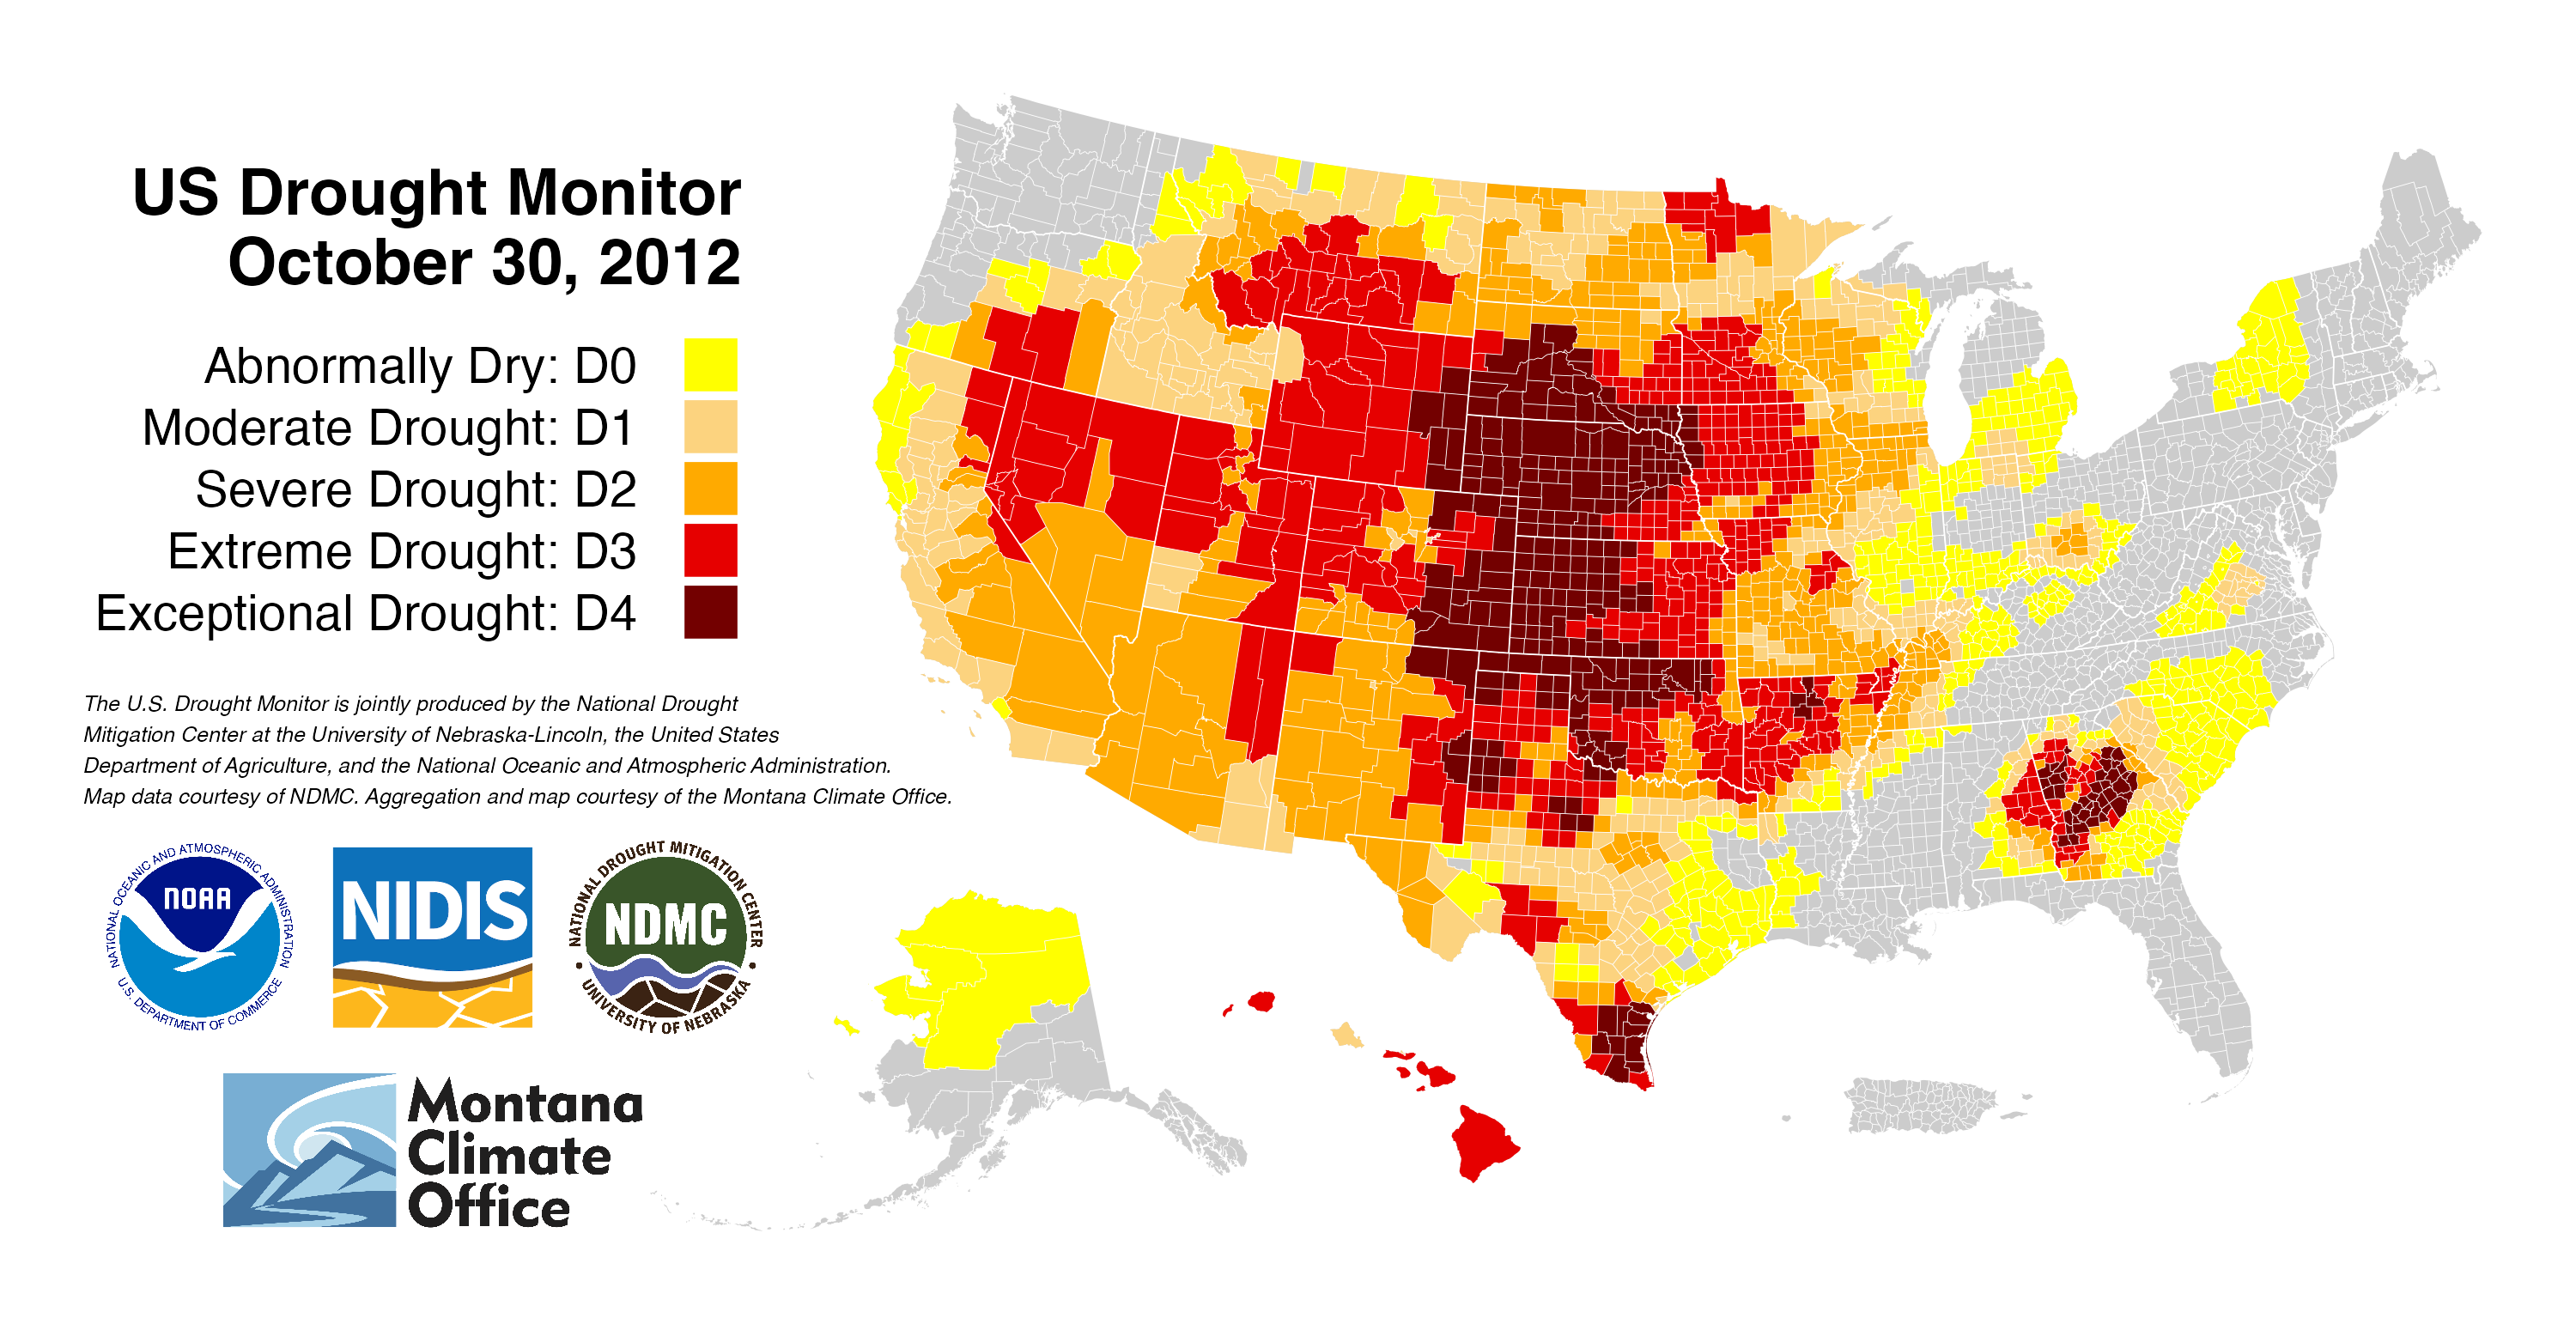 US Drought Monitor
October 30, 2012
Abnormally Dry: D0
Moderate Drought: D1
Severe Drought: D2
Extreme Drought: D3
Exceptional Drought: D4
The U.S. Drought Monitor is jointly produced by the National Drought
Mitigation Center at the University of Nebraska-Lincoln, the United States
Department of Agriculture, and the National Oceanic and Atmospheric Administration.
Map data courtesy of NDMC. Aggregation and map courtesy of the Montana Climate Office.
NATIONAL OCEANIC AND ATMOSPHERIC ADMINISTRATION
NOAA
U.S. DEPARTMENT OF COMMERCE
NIDIS
NATIONAL DROUGHT MITIGATION CENTER
NDMC
UNIVERSITY OF NEBRASKA
Montana
Climate
Office